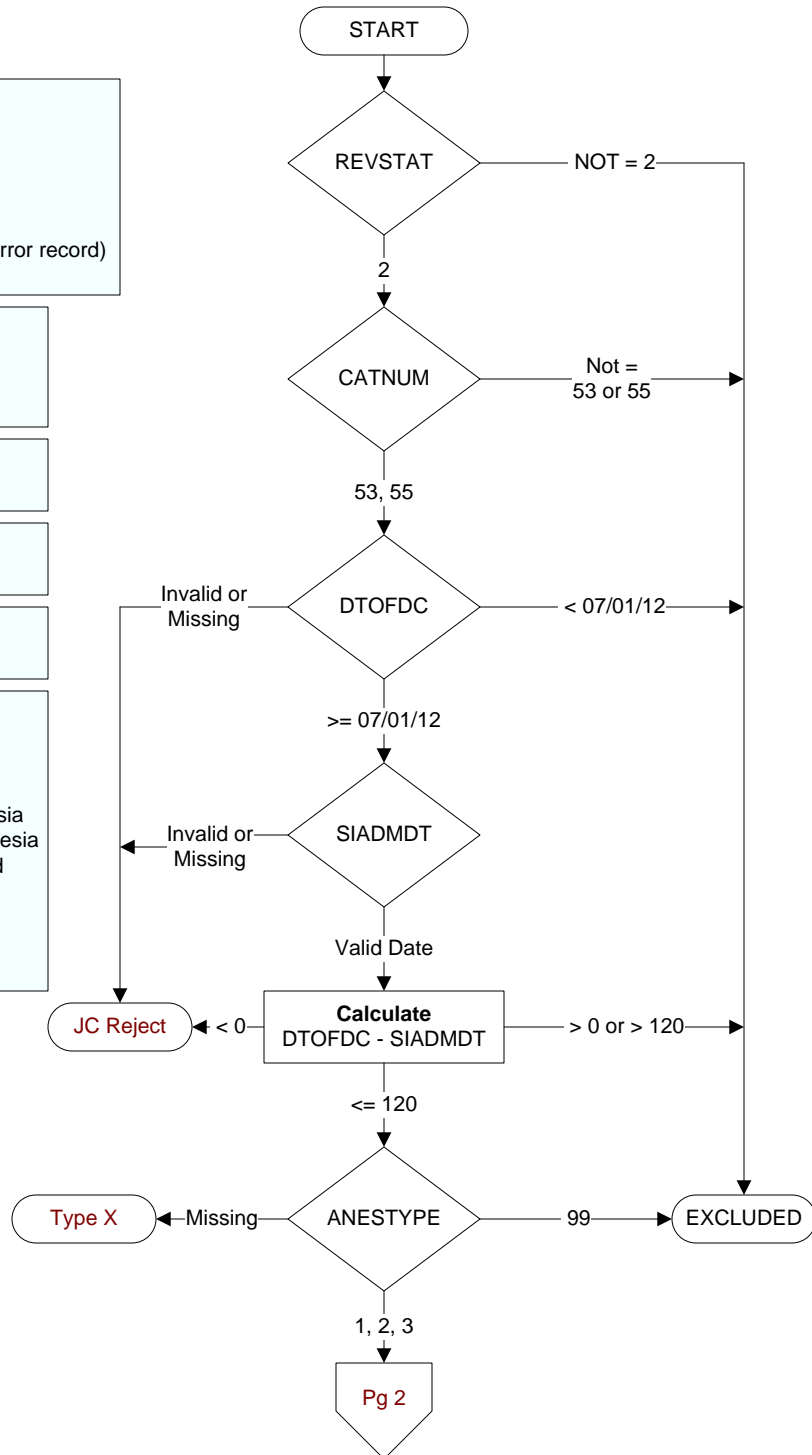 START
REVSTAT
NOT = 2
rror record)
2
CATNUM
Not =
53 or 55
53, 55
Invalid or
Missing
DTOFDC
< 07/01/12
>= 07/01/12
sia
esia
d
Invalid or
Missing
SIADMDT
Valid Date
JC Reject
< 0
Calculate
DTOFDC - SIADMDT
> 0 or > 120
<= 120
Type X
Missing
ANESTYPE
99
EXCLUDED
1, 2, 3
Pg 2